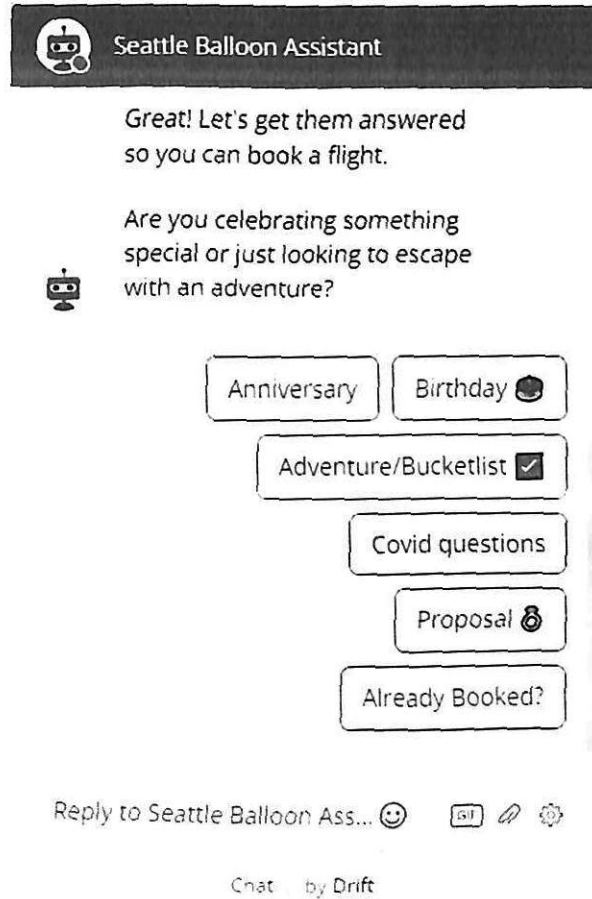 Seattle Balloon Assistant
Great! Let's get them answered
so you can book a flight.
Are you celebrating something
special or just looking to escape
with an adventure?
Anniversary
Birthday
Adventure/Bucketlist
Covid questions
Proposal
Already Booked?
Reply to Seattle Balloon Ass...
GIF
Chat by Drift